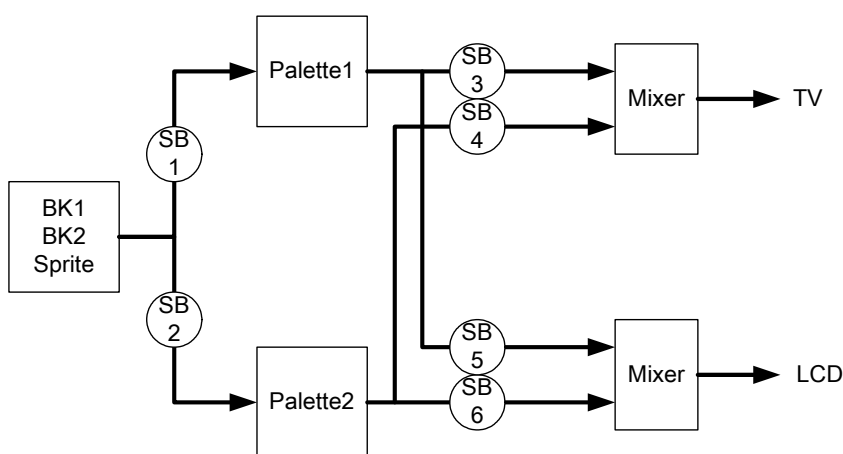 Palette1
SB
3
SB
4
Mixer
TV
SB
1
BK1
BK2
Sprite
SB
2
Palette2
SB
5
SB
6
Mixer
LCD